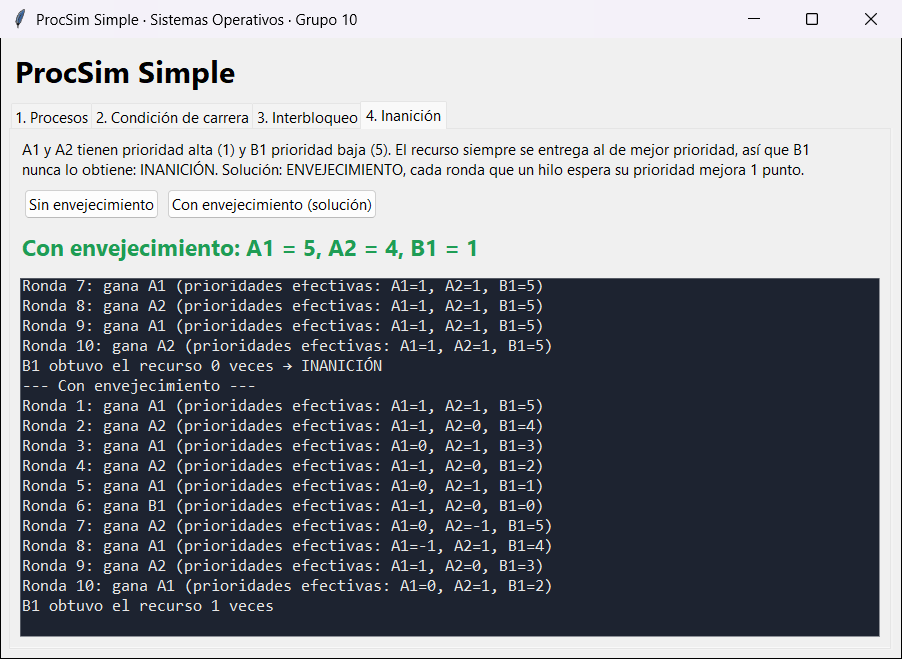 ProcSim Simple · Sistemas Operativos · Grupo 10
ProcSim Simple
1. Procesos 2. Condición de carrera 3. Interbloqueo 4. Inanición
A1 y A2 tienen prioridad alta (1) y B1 prioridad baja (5). El recurso siempre se entrega al de mejor prioridad, así que B1
nunca lo obtiene: INANICIÓN. Solución: ENVEJECIMIENTO, cada ronda que un hilo espera su prioridad mejora 1 punto.
Sin envejecimiento Con envejecimiento (solución)
Con envejecimiento: A1 = 5, A2 = 4, B1 = 1
Ronda 7: gana A1 (prioridades efectivas: A1=1, A2=1, B1=5)
Ronda 8: gana A2 (prioridades efectivas: A1=1, A2=1, B1=5)
Ronda 9: gana A1 (prioridades efectivas: A1=1, A2=1, B1=5)
Ronda 10: gana A2 (prioridades efectivas: A1=1, A2=1, B1=5)
B1 obtuvo el recurso 0 veces → INANICIÓN
--- Con envejecimiento ---
Ronda 1: gana A1 (prioridades efectivas: A1=1, A2=1, B1=5)
Ronda 2: gana A2 (prioridades efectivas: A1=1, A2=0, B1=4)
Ronda 3: gana A1 (prioridades efectivas: A1=0, A2=1, B1=3)
Ronda 4: gana A2 (prioridades efectivas: A1=1, A2=0, B1=2)
Ronda 5: gana A1 (prioridades efectivas: A1=0, A2=1, B1=1)
Ronda 6: gana B1 (prioridades efectivas: A1=1, A2=0, B1=0)
Ronda 7: gana A2 (prioridades efectivas: A1=0, A2=-1, B1=5)
Ronda 8: gana A1 (prioridades efectivas: A1=-1, A2=1, B1=4)
Ronda 9: gana A2 (prioridades efectivas: A1=1, A2=0, B1=3)
Ronda 10: gana A1 (prioridades efectivas: A1=0, A2=1, B1=2)
B1 obtuvo el recurso 1 veces